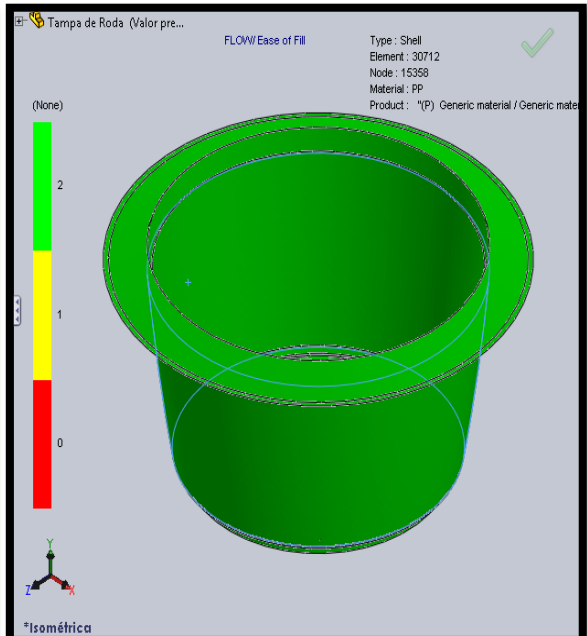 Tampa de Roda (Valor pre...
FLOW/ Ease of Fill
Type : Shell
Element : 30712
Node : 15358
Material : PP
Product : "(P) Generic material / Generic mater
(None)
2
1
0
Y
Z
X
*Isométrica